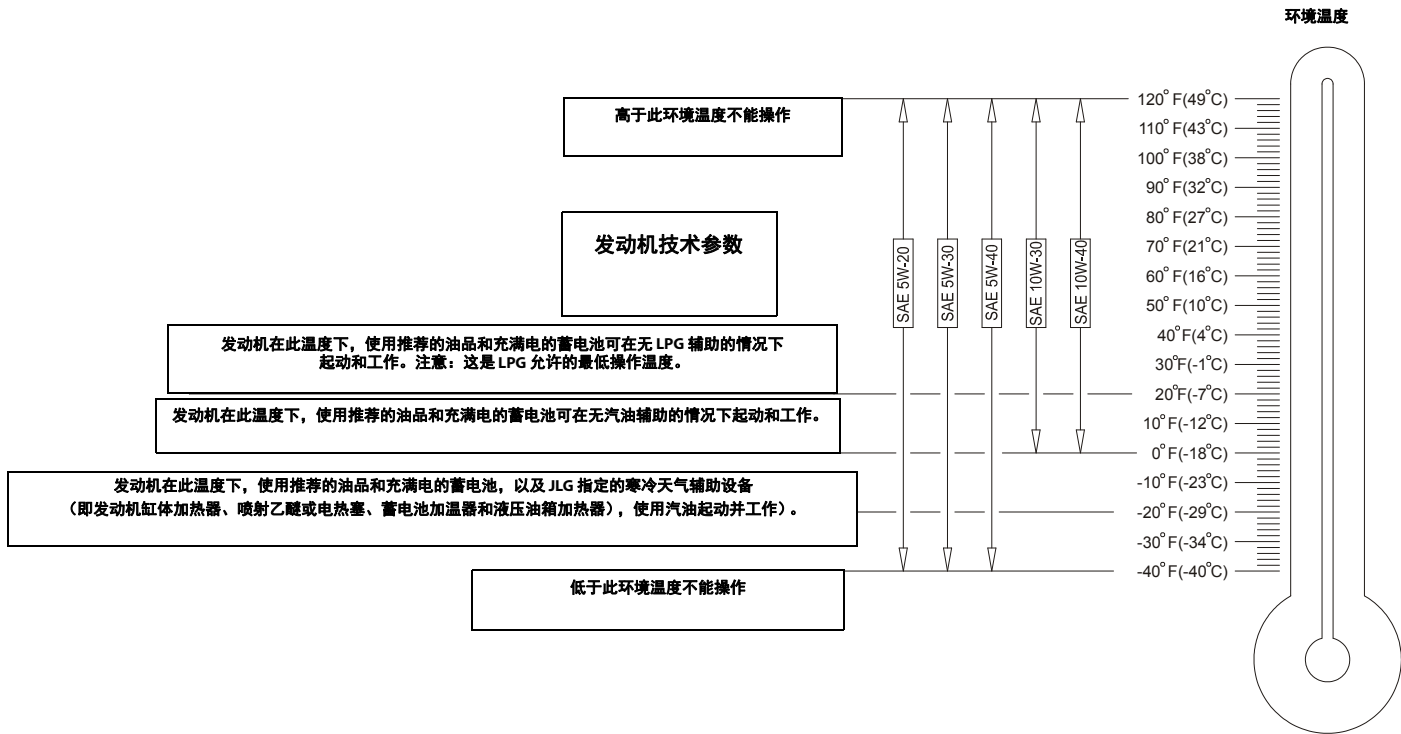 环境温度
120° F(49°C)
高于此环境温度不能操作
110° F(43°C)
100° F(38°C)
90° F(32°C)
80° F(27°C)
发动机技术参数
70° F(21°C)
SAE 5W-20
SAE 5W-30
SAE 5W-40
SAE 10W-30
SAE 10W-40
60° F(16°C)
50° F(10°C)
40°F(4°C)
发动机在此温度下，使用推荐的油品和充满电的蓄电池可在无 LPG 辅助的情况下
起动和工作。注意：这是 LPG 允许的最低操作温度。
30°F(-1°C)
20°F(-7°C)
发动机在此温度下，使用推荐的油品和充满电的蓄电池可在无汽油辅助的情况下起动和工作。
10° F(-12°C)
0° F(-18°C)
发动机在此温度下，使用推荐的油品和充满电的蓄电池，以及 JLG 指定的寒冷天气辅助设备
（即发动机缸体加热器、喷射乙醚或电热塞、蓄电池加温器和液压油箱加热器），使用汽油起动并工作）。
-10° F(-23°C)
-20° F(-29°C)
-30° F(-34°C)
-40° F(-40°C)
低于此环境温度不能操作